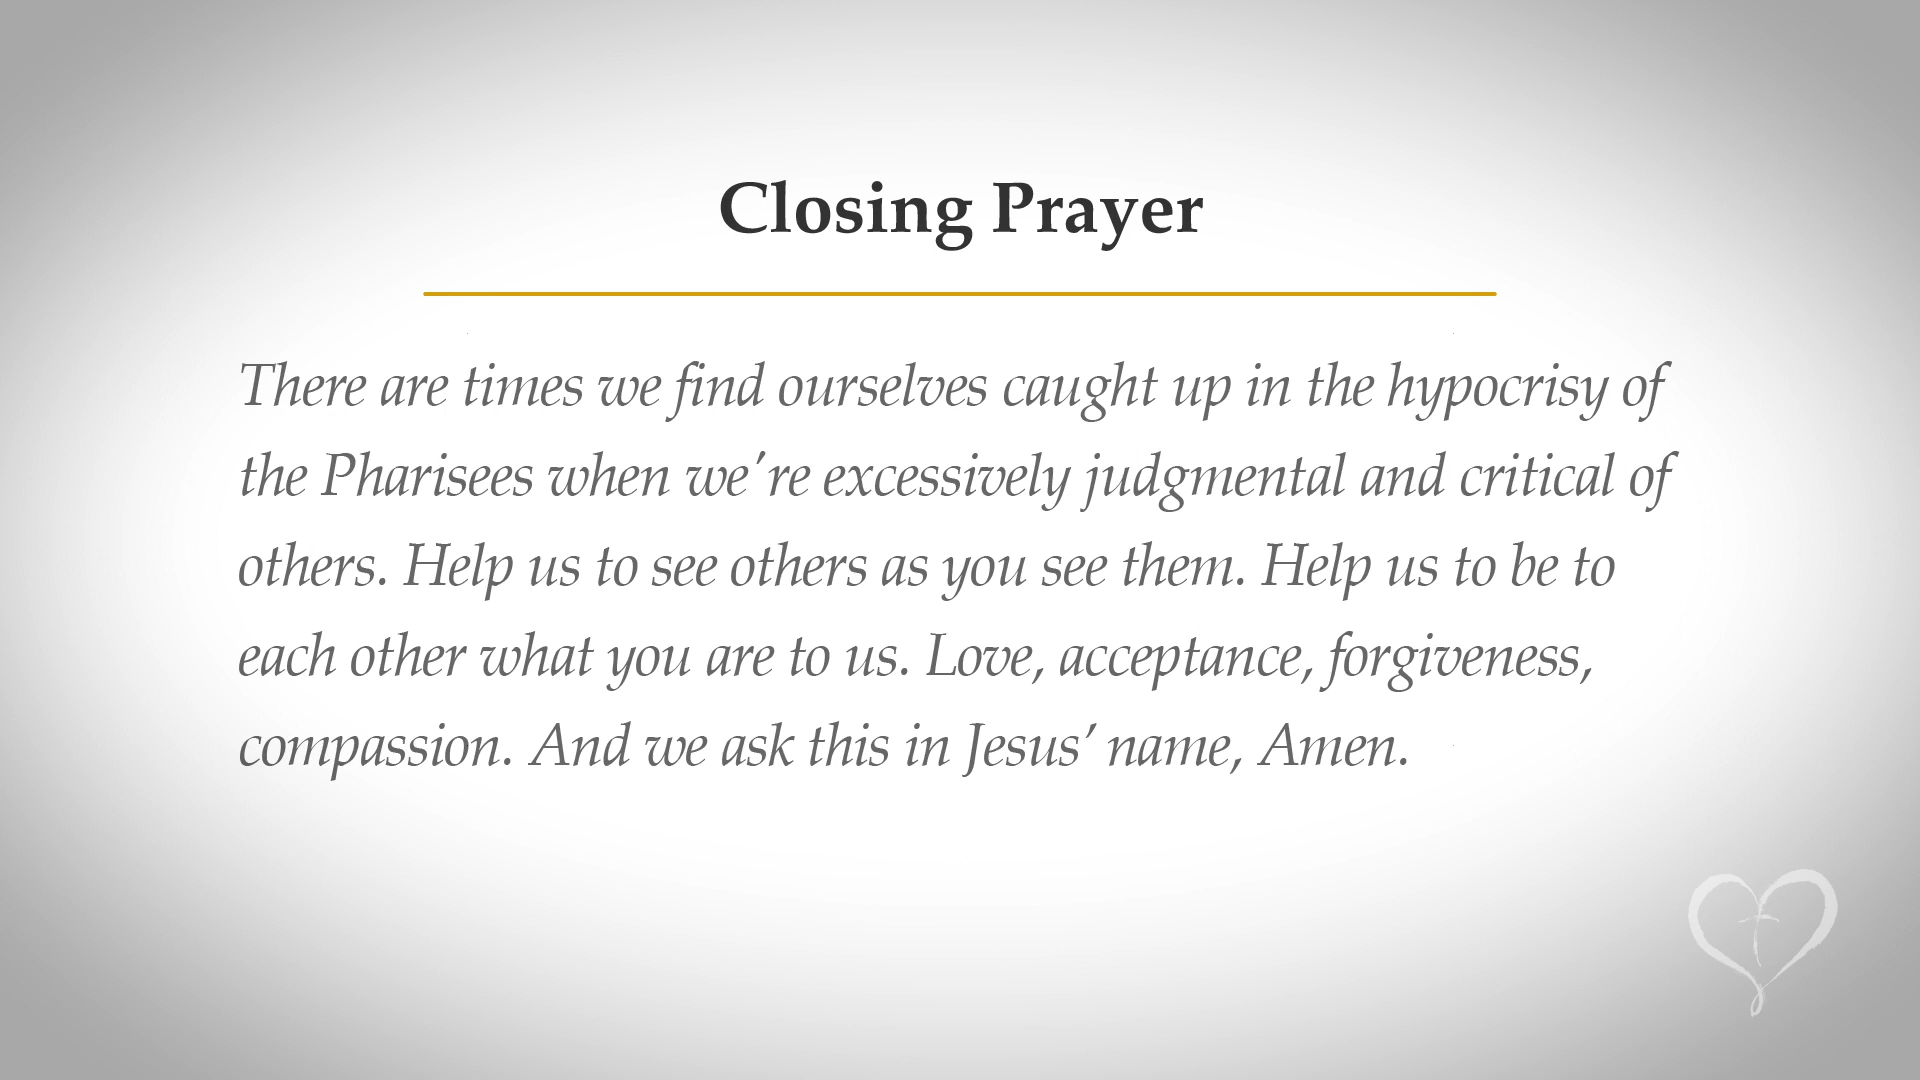 Closing Prayer
There are times we find ourselves caught up in the hypocrisy of
the Pharisees when we're excessively judgmental and critical of
others. Help us to see others as you see them. Help us to be to
each other what you are to us. Love, acceptance, forgiveness,
compassion. And we ask this in Jesus’ name, Amen.